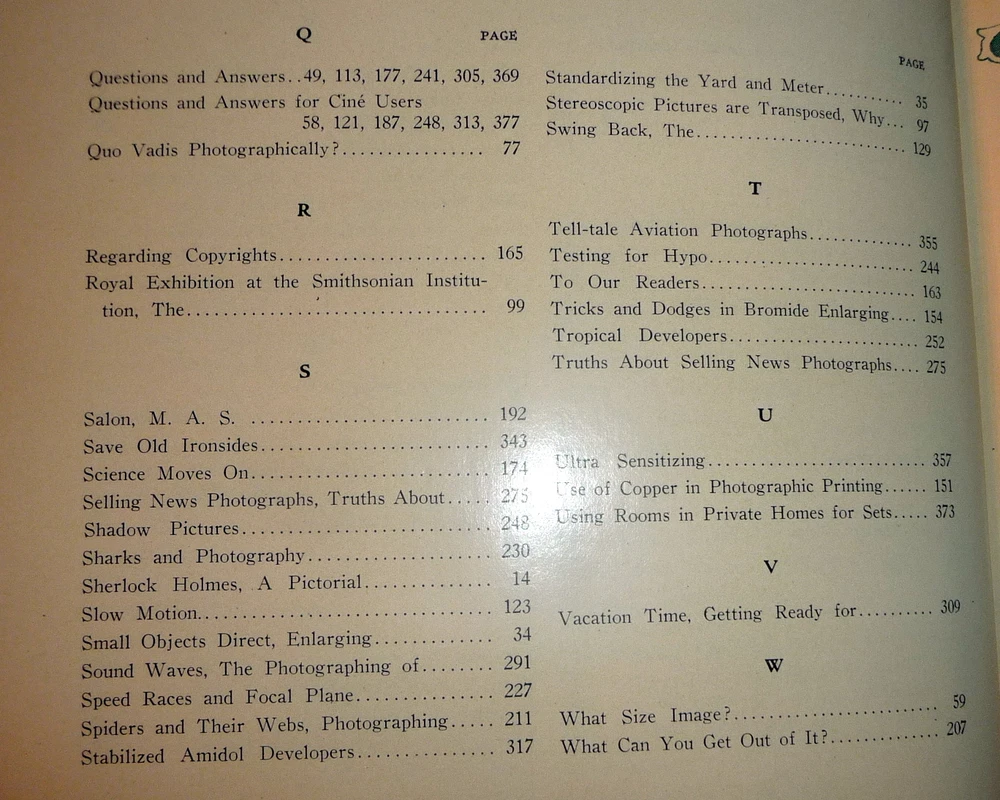 Q
PAGE
Questions and Answers..49, 113, 177, 241, 305, 369
Questions and Answers for Ciné Users
58, 121, 187, 248, 313, 377
Quo Vadis Photographically?................ 77
R
Regarding Copyrights....................... 165
Royal Exhibition at the Smithsonian Institu-
tion, The................................. 99
S
Salon, M. A. S. .......................... 192
Save Old Ironsides......................... 343
Science Moves On.......................... 174
Selling News Photographs, Truths About..... 275
Shadow Pictures........................... 248
Sharks and Photography.................... 230
Sherlock Holmes, A Pictorial.............. 14
Slow Motion............................... 123
Small Objects Direct, Enlarging............. 34
Sound Waves, The Photographing of........ 291
Speed Races and Focal Plane............... 227
Spiders and Their Webs, Photographing..... 211
Stabilized Amidol Developers............... 317
PAGE
Standardizing the Yard and Meter.......... 35
Stereoscopic Pictures are Transposed, Why... 97
Swing Back, The....................... 129
T
Tell-tale Aviation Photographs........... 355
Testing for Hypo....................... 244
To Our Readers........................ 163
Tricks and Dodges in Bromide Enlarging.... 154
Tropical Developers..................... 252
Truths About Selling News Photographs.... 275
U
Ultra Sensitizing........................ 357
Use of Copper in Photographic Printing...... 151
Using Rooms in Private Homes for Sets..... 373
V
Vacation Time, Getting Ready for.......... 309
W
What Size Image?....................... 59
What Can You Get Out of It?............. 207